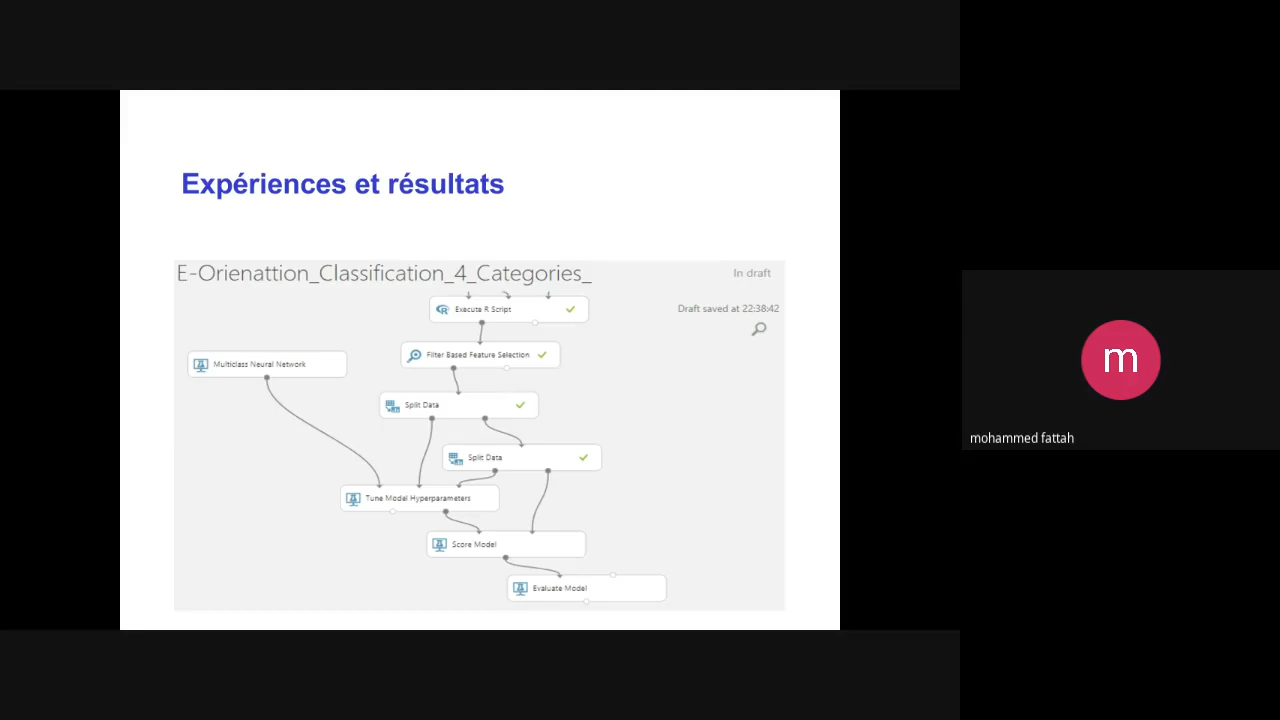 Expériences et résultats
E-Orienattion_Classification_4_Categories_
In draft
Draft saved at 22:38:42
Execute R Script
Filter Based Feature Selection
Multiclass Neural Network
Split Data
Split Data
Tune Model Hyperparameters
Score Model
Evaluate Model
m
mohammed fattah